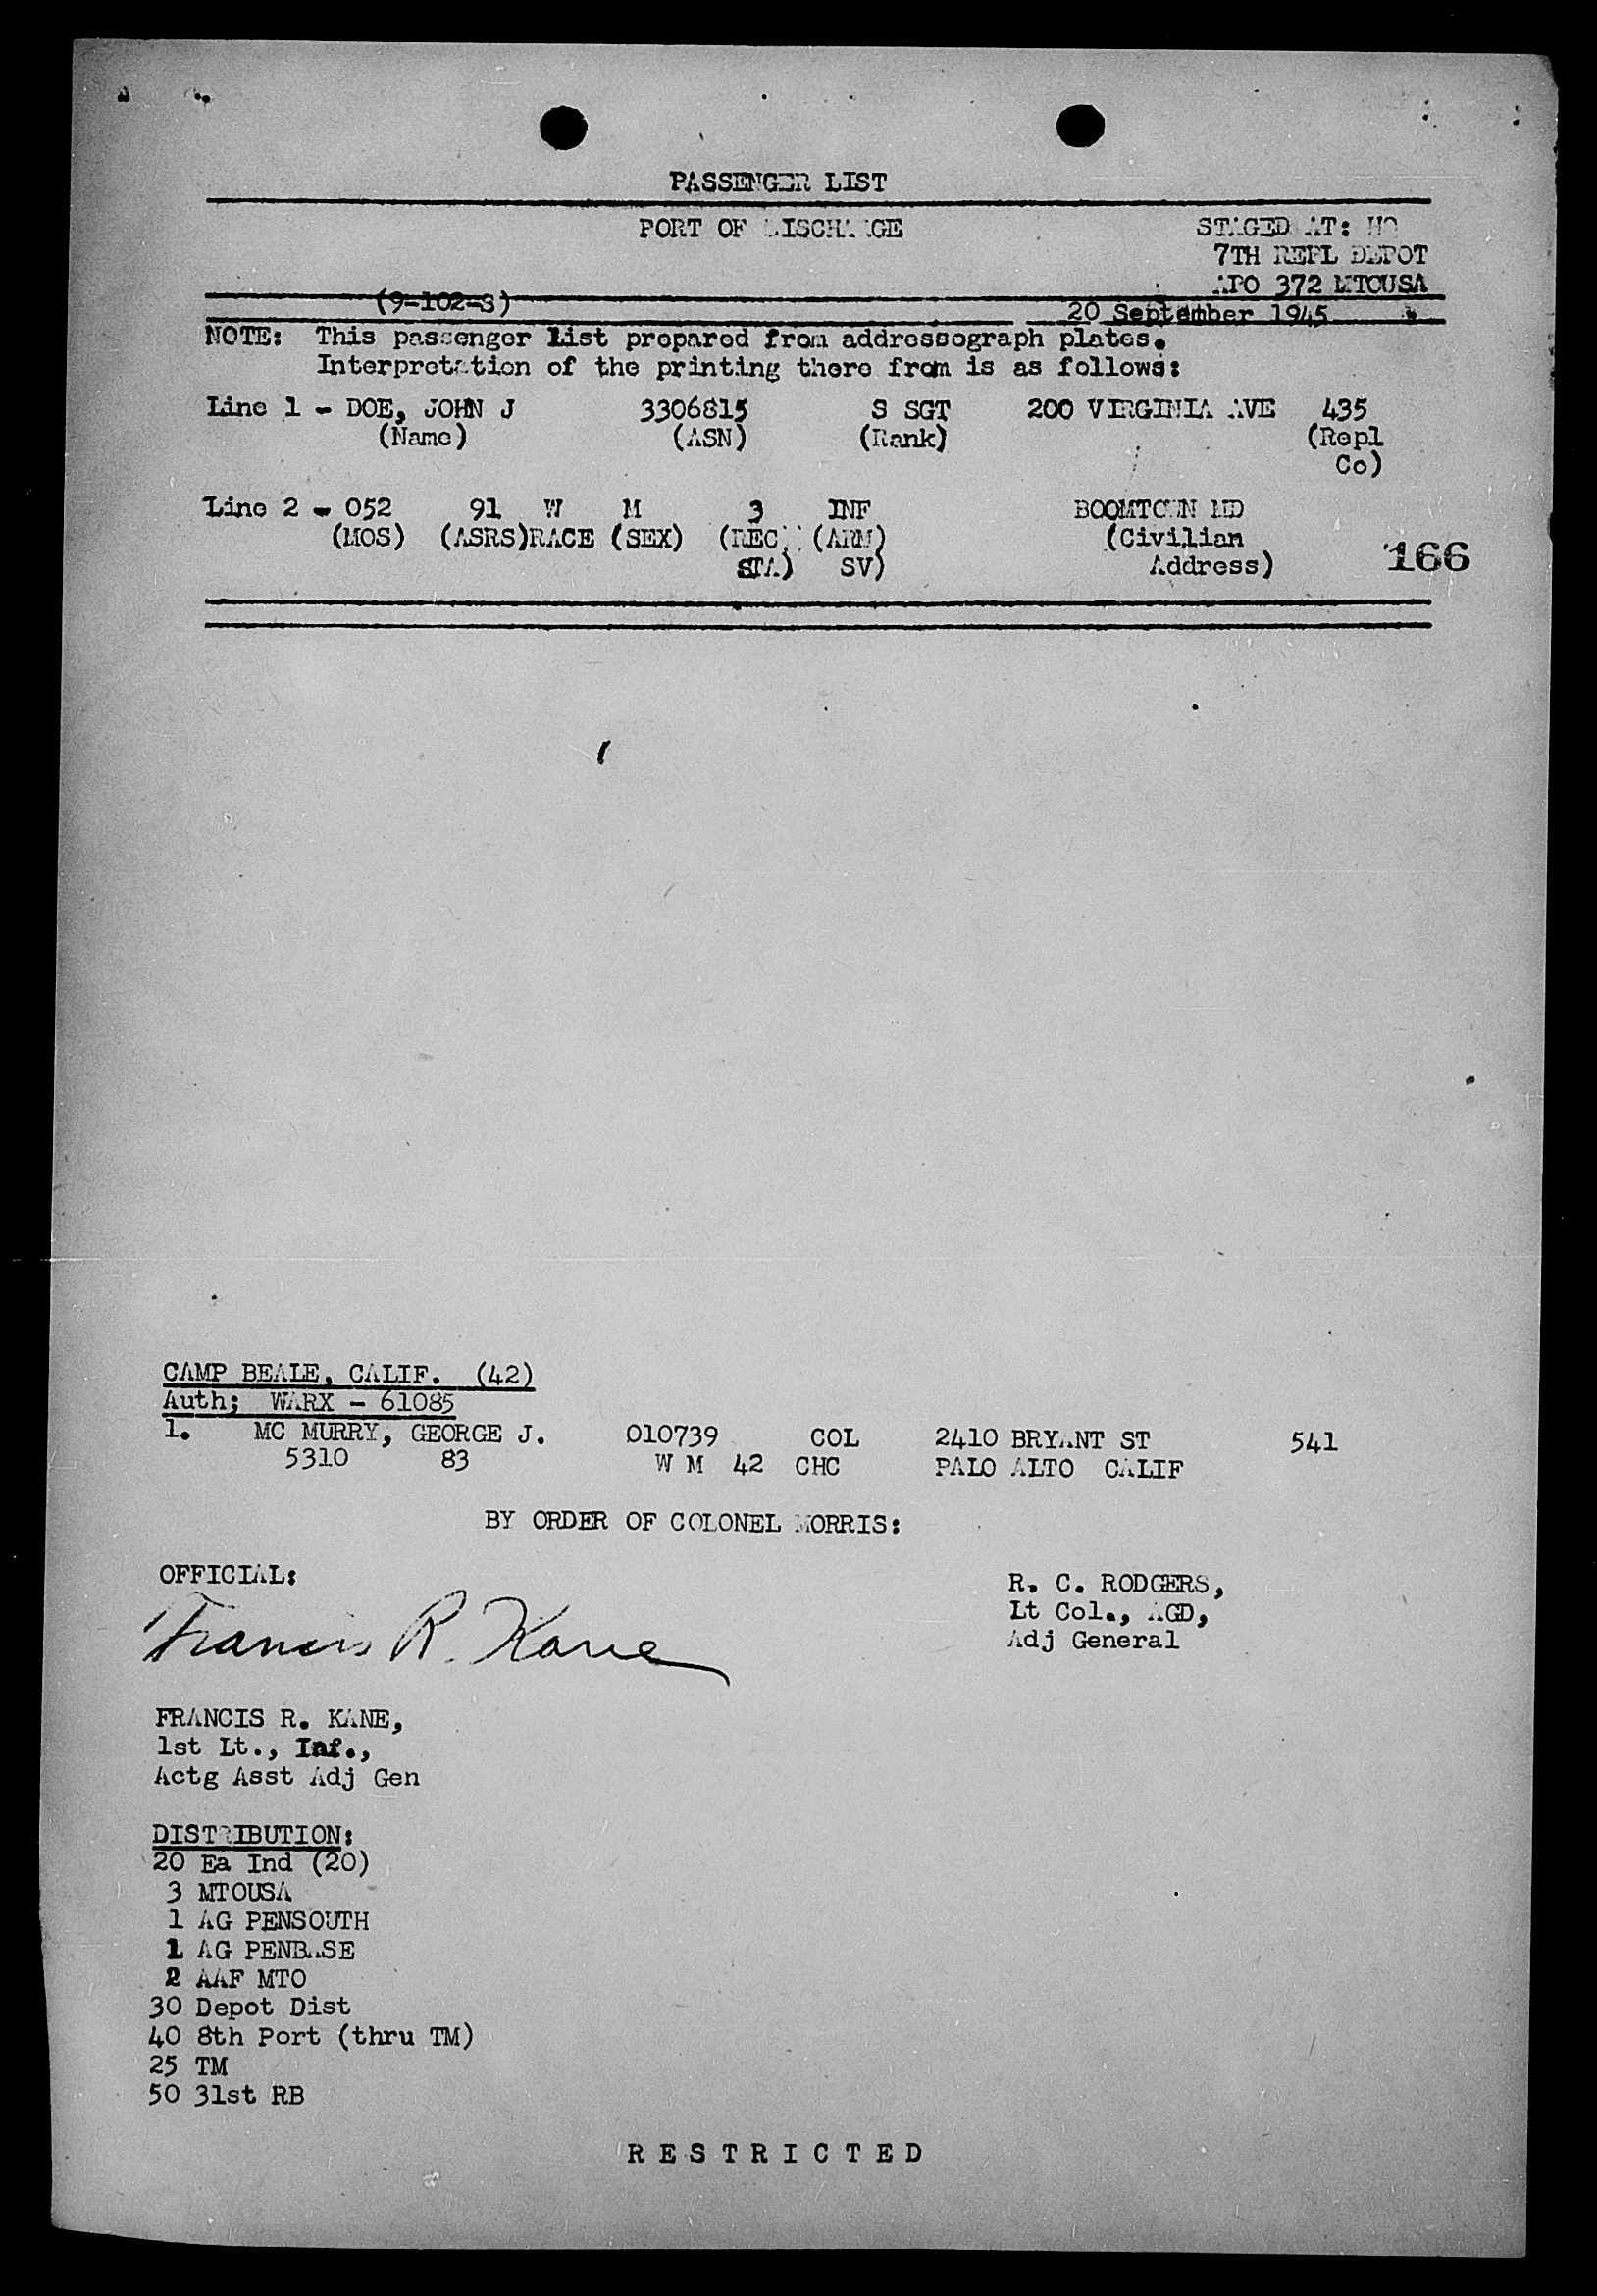 PASSENGER LIST
PORT OF DISCHARGE
STAGED AT: HQ
7TH REPL DEPOT
APO 372 MTOUSA
(9-102-S)
20 September 1945
NOTE: This passenger list prepared from addressograph plates.
Interpretation of the printing there from is as follows:
Line 1 - DOE, JOHN J 3306815 S SGT 200 VIRGINIA AVE 435
(Name) (ASN) (Rank) (Repl
Co)
Line 2 - 052 91 W M 3 INF BOOMTOWN MD
(MOS) (ASRS)RACE (SEX) (REC (ARM) (Civilian
STA) SV) Address)
166
CAMP BEALE, CALIF. (42)
Auth; WARX - 61085
1. MC MURRY, GEORGE J. 010739 COL 2410 BRYANT ST 541
5310 83 W M 42 CHC PALO ALTO CALIF
BY ORDER OF COLONEL MORRIS:
OFFICIAL:
R. C. RODGERS,
Lt Col., AGD,
Adj General
Francis R. Kane
FRANCIS R. KANE,
1st Lt., Inf.,
Actg Asst Adj Gen
DISTRIBUTION:
20 Ea Ind (20)
3 MTOUSA
1 AG PENSOUTH
1 AG PENBASE
2 AAF MTO
30 Depot Dist
40 8th Port (thru TM)
25 TM
50 31st RB
RESTRICTED